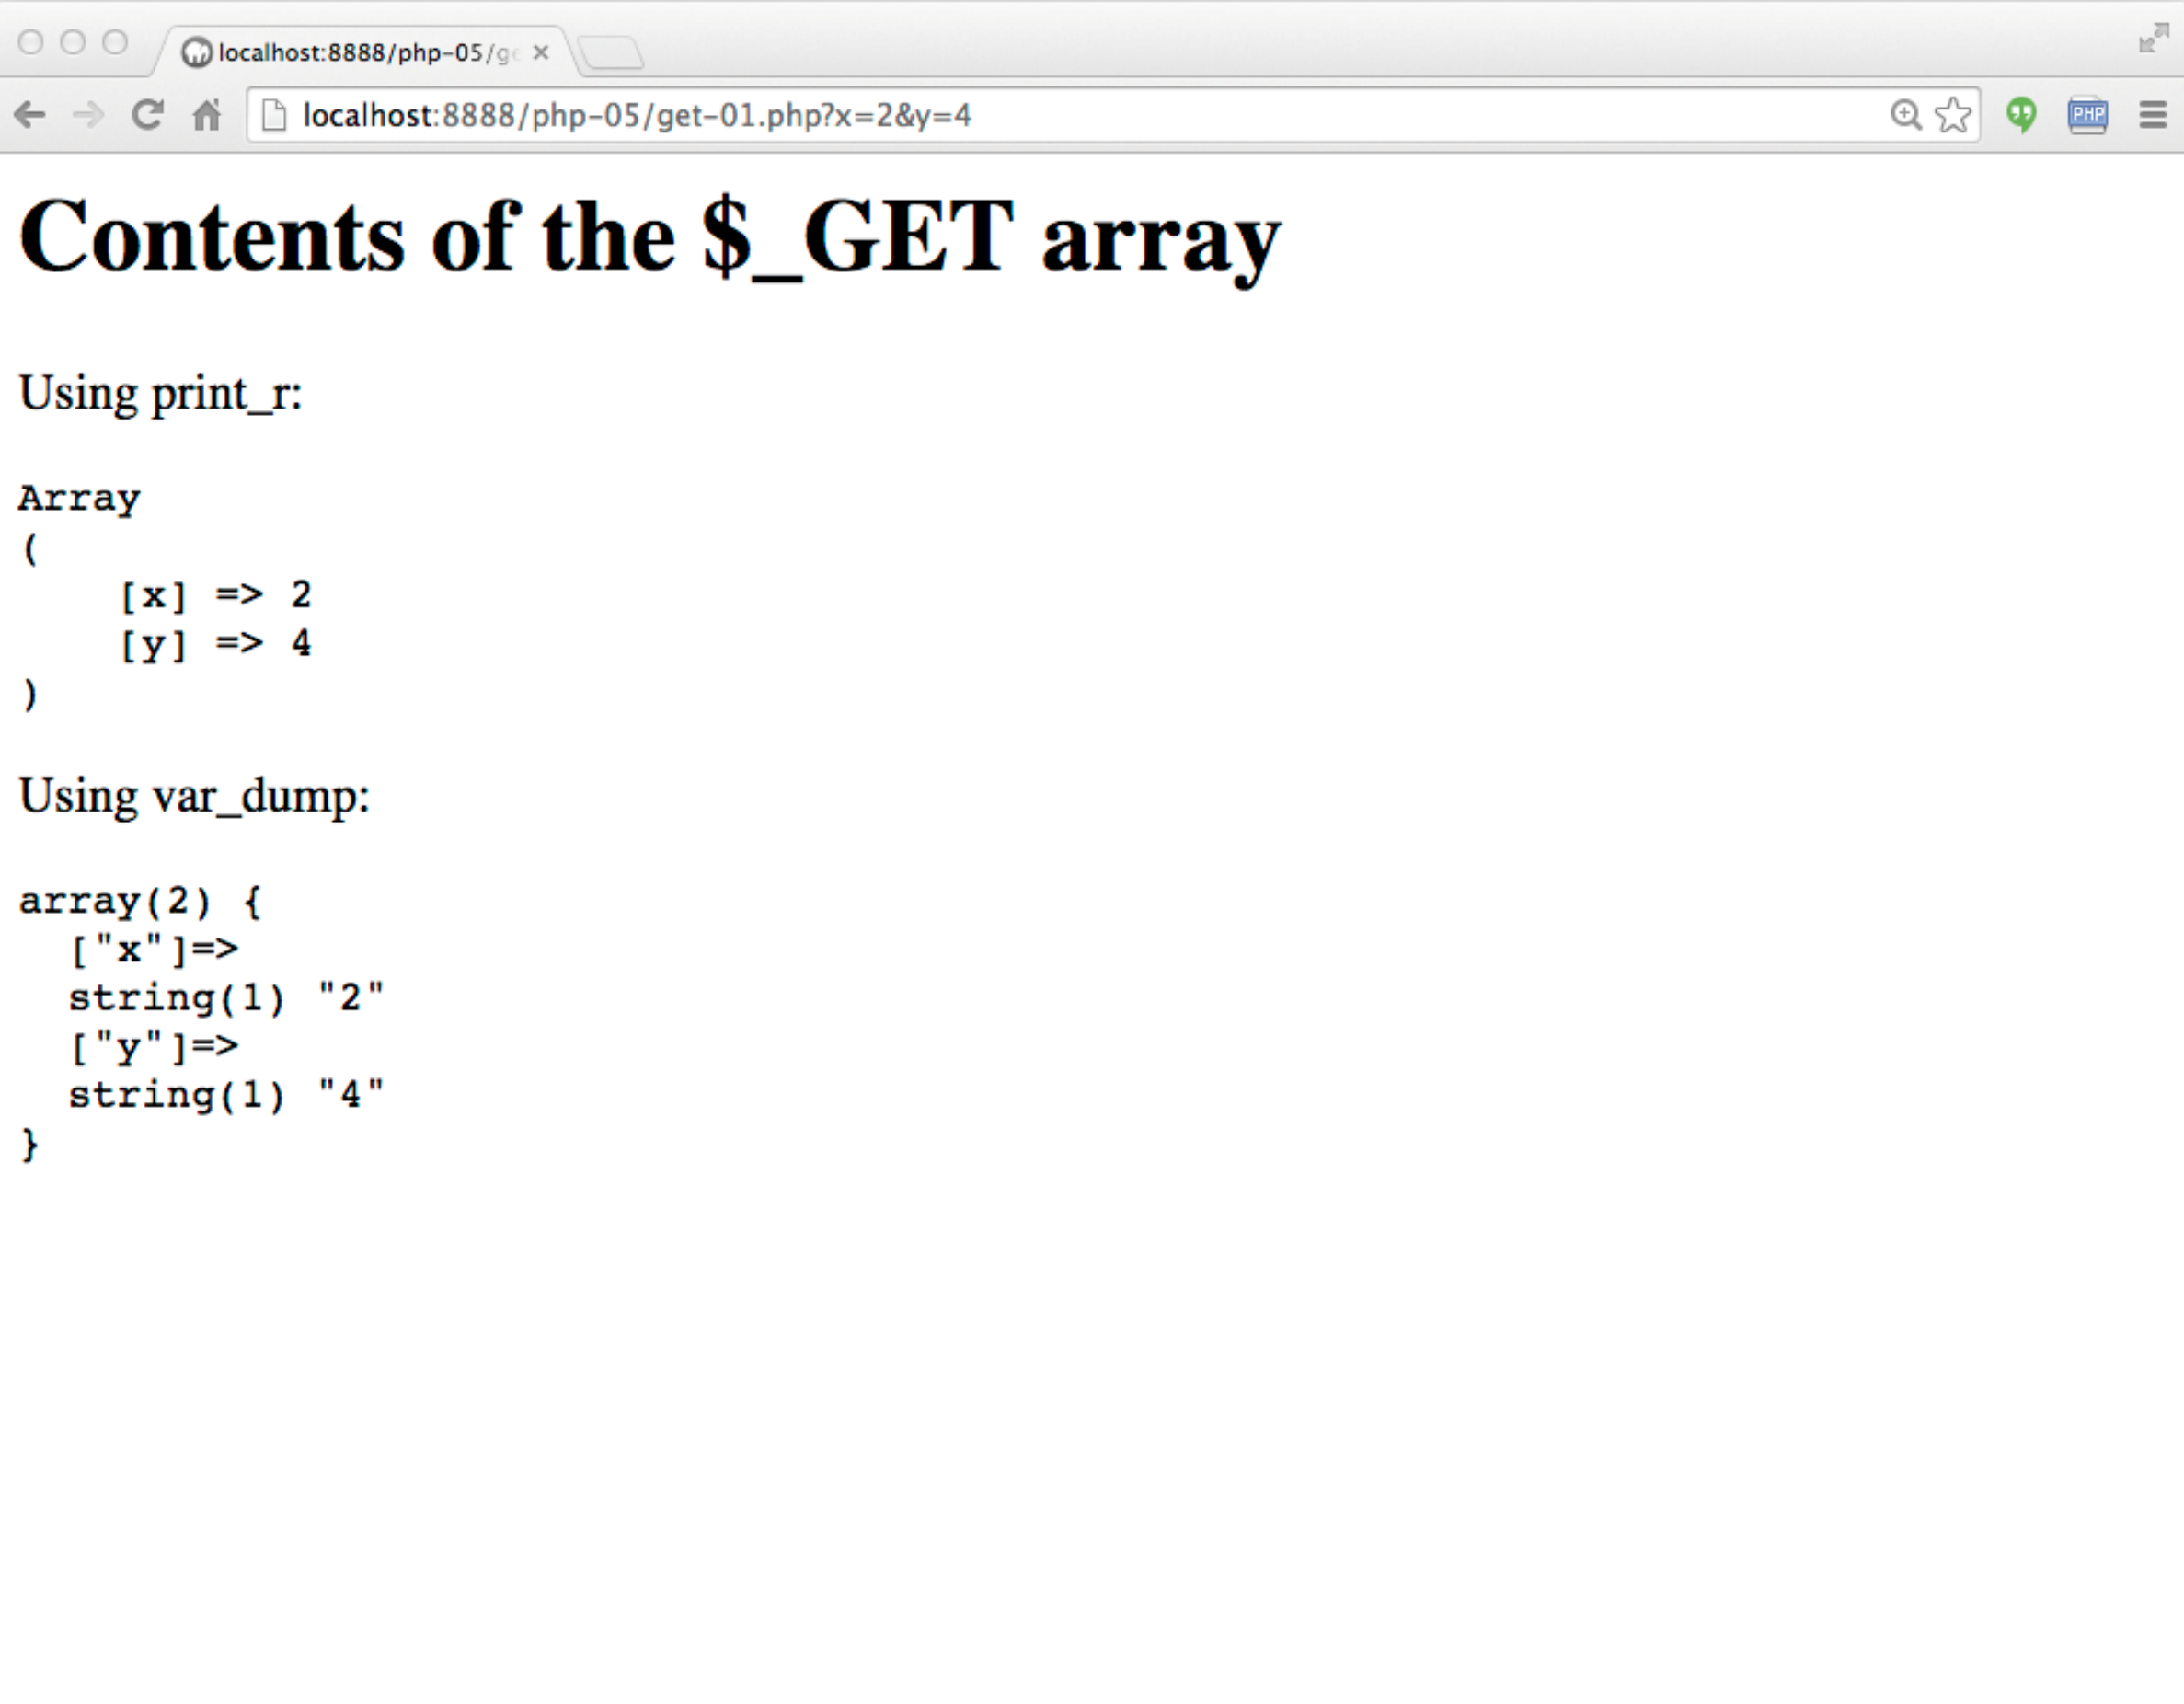 localhost:8888/php-05/ge
localhost:8888/php-05/get-01.php?x=2&y=4
PHP
Contents of the $_GET array
Using print_r:
Array
(
    [x] => 2
    [y] => 4
)
Using var_dump:
array(2) {
  ["x"]=>
  string(1) "2"
  ["y"]=>
  string(1) "4"
}